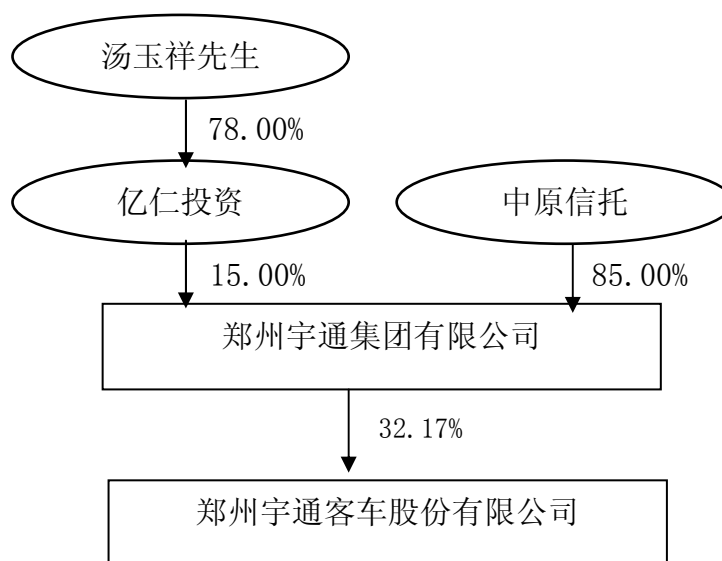 汤玉祥先生
78.00%
亿仁投资
中原信托
15.00%
85.00%
郑州宇通集团有限公司
32.17%
郑州宇通客车股份有限公司